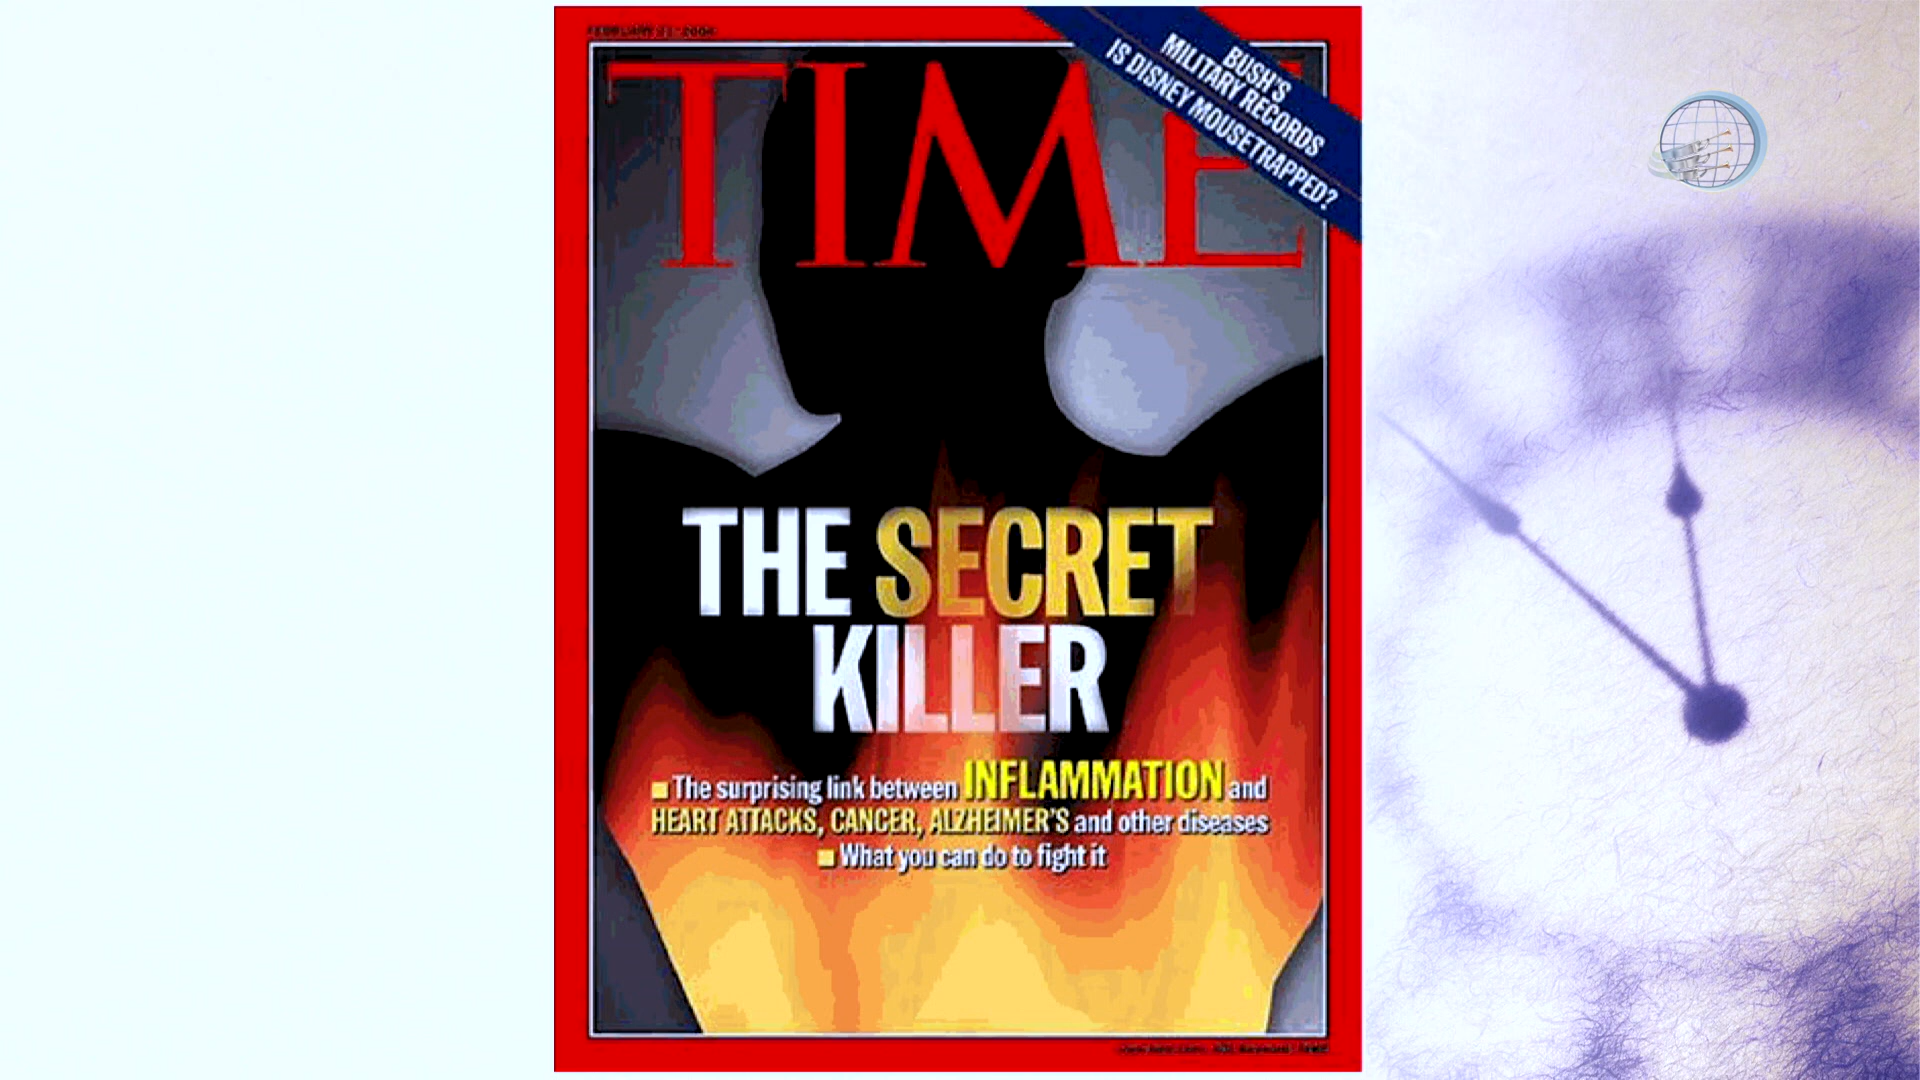 TIME
BUSH'S
MILITARY RECORDS
IS DISNEY MOUSETRAPPED?
THE SECRET
KILLER
■ The surprising link between INFLAMMATION and
HEART ATTACKS, CANCER, ALZHEIMER'S and other diseases
■ What you can do to fight it